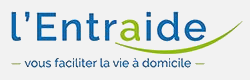 l'Entraide
– vous faciliter la vie à domicile –